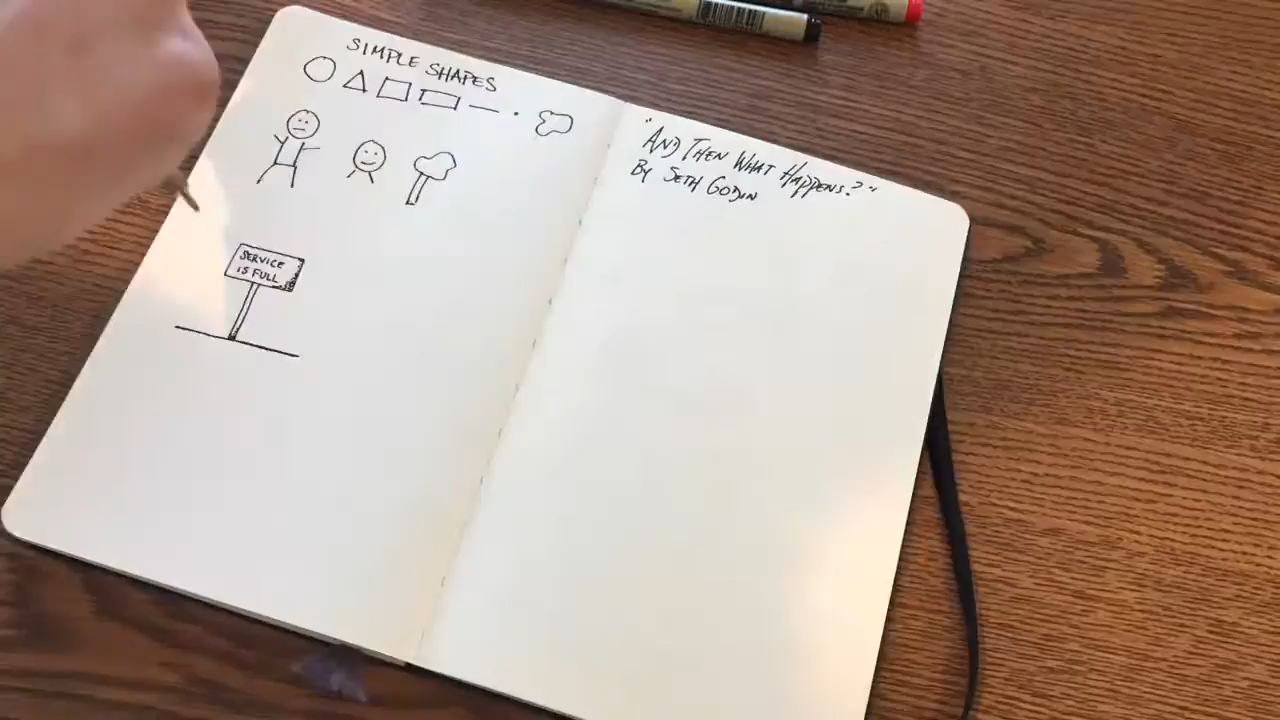 SIMPLE SHAPES
SERVICE
IS FULL
"AND THEN WHAT HAPPENS?"
BY SETH GODIN